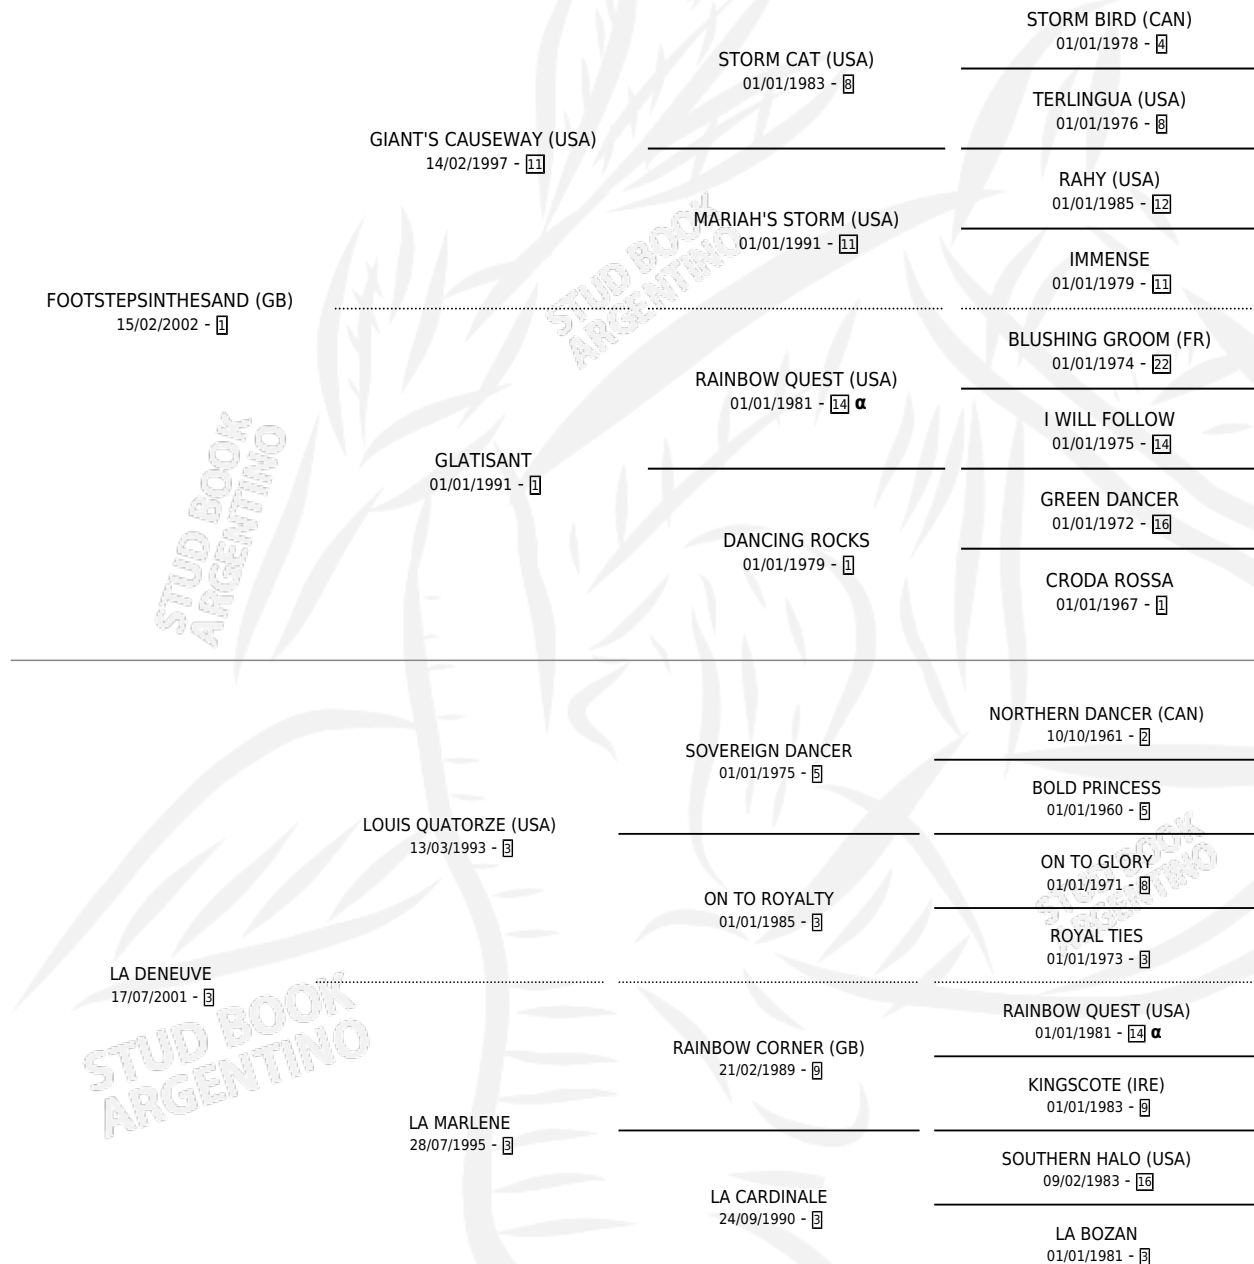 STORM BIRD (CAN)
01/01/1978 - 4
STORM CAT (USA)
01/01/1983 - 8
TERLINGUA (USA)
01/01/1976 - 8
GIANT'S CAUSEWAY (USA)
14/02/1997 - 11
RAHY (USA)
01/01/1985 - 12
MARIAH'S STORM (USA)
01/01/1991 - 11
IMMENSE
01/01/1979 - 11
FOOTSTEPSINTHESAND (GB)
15/02/2002 - 1
BLUSHING GROOM (FR)
01/01/1974 - 22
RAINBOW QUEST (USA)
01/01/1981 - 14 α
I WILL FOLLOW
01/01/1975 - 14
GLATISANT
01/01/1991 - 1
GREEN DANCER
01/01/1972 - 16
DANCING ROCKS
01/01/1979 - 1
CRODA ROSSA
01/01/1967 - 1
NORTHERN DANCER (CAN)
10/10/1961 - 2
SOVEREIGN DANCER
01/01/1975 - 5
BOLD PRINCESS
01/01/1960 - 5
LOUIS QUATORZE (USA)
13/03/1993 - 3
ON TO GLORY
01/01/1971 - 8
ON TO ROYALTY
01/01/1985 - 3
ROYAL TIES
01/01/1973 - 3
LA DENEUVE
17/07/2001 - 3
RAINBOW QUEST (USA)
01/01/1981 - 14 α
RAINBOW CORNER (GB)
21/02/1989 - 9
KINGSCOTE (IRE)
01/01/1983 - 9
LA MARLENE
28/07/1995 - 3
SOUTHERN HALO (USA)
09/02/1983 - 16
LA CARDINALE
24/09/1990 - 3
LA BOZAN
01/01/1981 - 3
STUD BOOK
ARGENTINO
STUD BOOK
ARGENTINO
STUD BOOK
ARGENTINO
STUD BOOK
ARGENTINO